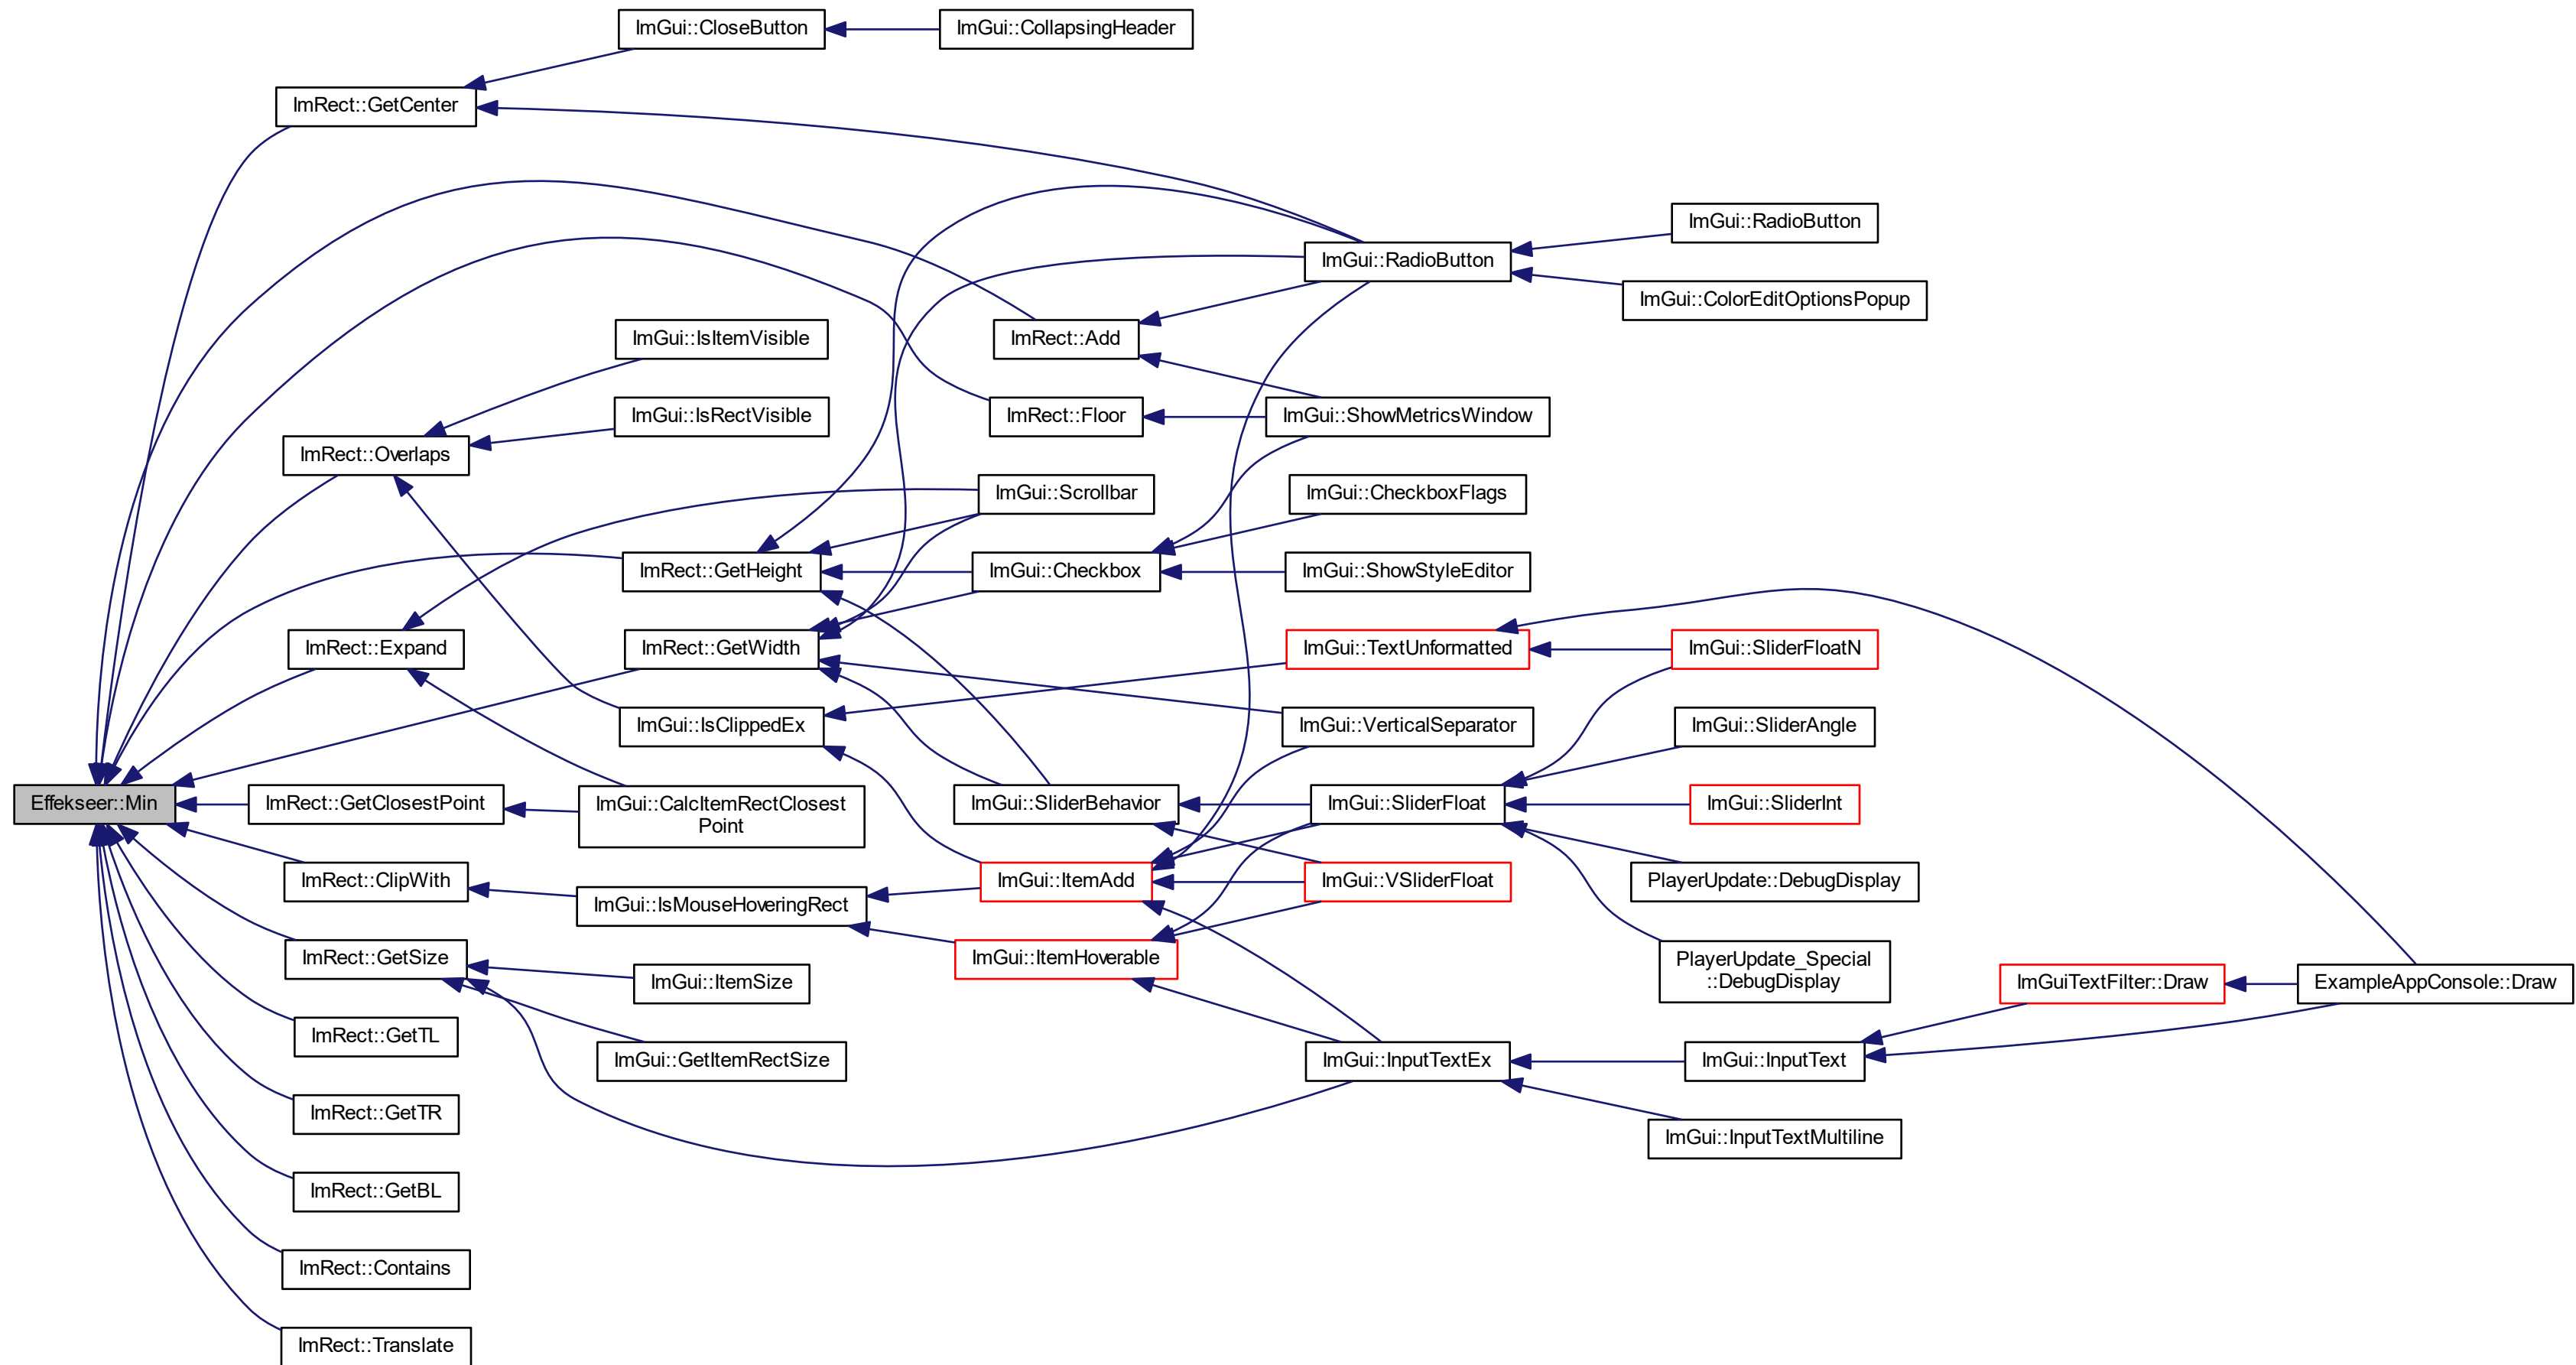 ImGui::CloseButton
ImGui::CollapsingHeader
ImRect::GetCenter
ImGui::RadioButton
ImGui::RadioButton
ImGui::ColorEditOptionsPopup
ImGui::IsItemVisible
ImRect::Add
ImGui::IsRectVisible
ImRect::Floor
ImGui::ShowMetricsWindow
ImRect::Overlaps
ImGui::Scrollbar
ImGui::CheckboxFlags
ImRect::GetHeight
ImGui::Checkbox
ImGui::ShowStyleEditor
ImRect::Expand
ImRect::GetWidth
ImGui::TextUnformatted
ImGui::SliderFloatN
ImGui::IsClippedEx
ImGui::VerticalSeparator
ImGui::SliderAngle
Effekseer::Min
ImRect::GetClosestPoint
ImGui::CalcItemRectClosest
Point
ImGui::SliderBehavior
ImGui::SliderFloat
ImGui::SliderInt
ImRect::ClipWith
ImGui::IsMouseHoveringRect
ImGui::ItemAdd
ImGui::VSliderFloat
PlayerUpdate::DebugDisplay
ImRect::GetSize
ImGui::ItemSize
ImGui::ItemHoverable
PlayerUpdate_Special
::DebugDisplay
ImGuiTextFilter::Draw
ExampleAppConsole::Draw
ImRect::GetTL
ImGui::GetItemRectSize
ImGui::InputTextEx
ImGui::InputText
ImRect::GetTR
ImGui::InputTextMultiline
ImRect::GetBL
ImRect::Contains
ImRect::Translate